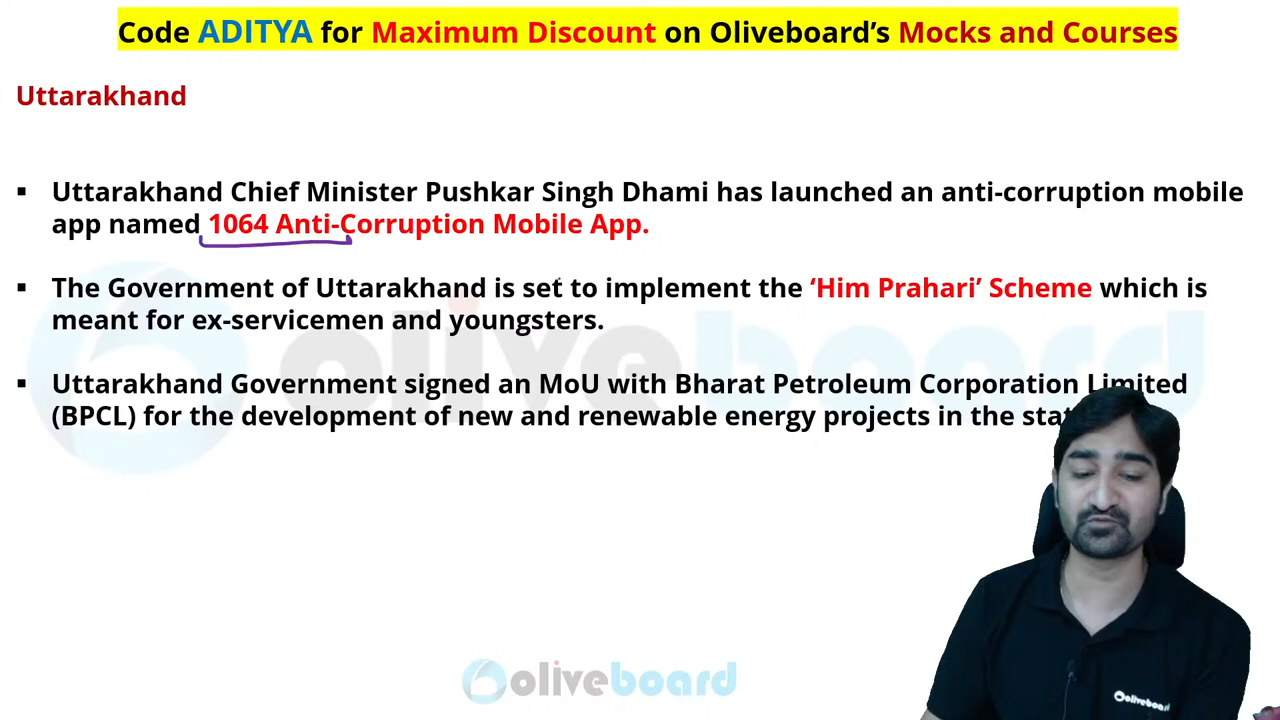 Code ADITYA for Maximum Discount on Oliveboard's Mocks and Courses
Uttarakhand
▪ Uttarakhand Chief Minister Pushkar Singh Dhami has launched an anti-corruption mobile
app named 1064 Anti-Corruption Mobile App.
▪ The Government of Uttarakhand is set to implement the ‘Him Prahari’ Scheme which is
meant for ex-servicemen and youngsters.
▪ Uttarakhand Government signed an MoU with Bharat Petroleum Corporation Limited
(BPCL) for the development of new and renewable energy projects in the
oliveboard
oliveboard
oliveboard